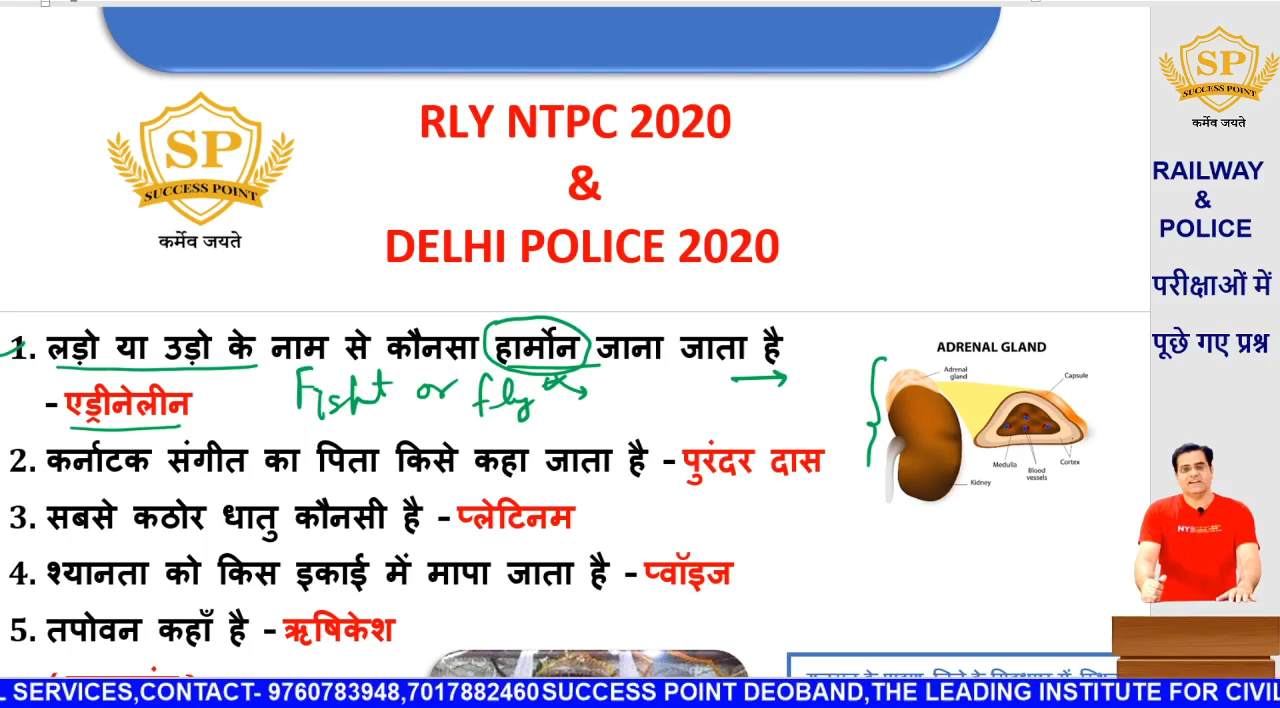 SP
SUCCESS POINT
कर्मेव जयते
RLY NTPC 2020
&
DELHI POLICE 2020
SP
SUCCESS POINT
कर्मेव जयते
RAILWAY
&
POLICE
परीक्षाओं में
पूछे गए प्रश्न
1. लड़ो या उड़ो के नाम से कौनसा हार्मोन जाना जाता है
- एड्रीनेलीन
Fight or fly
2. कर्नाटक संगीत का पिता किसे कहा जाता है - पुरंदर दास
3. सबसे कठोर धातु कौनसी है - प्लेटिनम
4. श्यानता को किस इकाई में मापा जाता है - प्वॉइज
5. तपोवन कहाँ है - ऋषिकेश
ADRENAL GLAND
Adrenal
gland
Capsule
Medulla
Blood
vessels
Cortex
Kidney
NYS
L SERVICES,CONTACT- 9760783948,7017882460 SUCCESS POINT DEOBAND,THE LEADING INSTITUTE FOR CIVIL